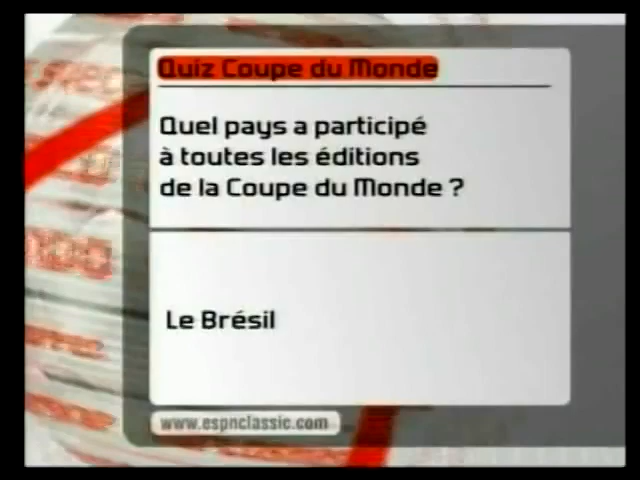 Quiz Coupe du Monde
Quel pays a participé
à toutes les éditions
de la Coupe du Monde ?
Le Brésil
www.espnclassic.com